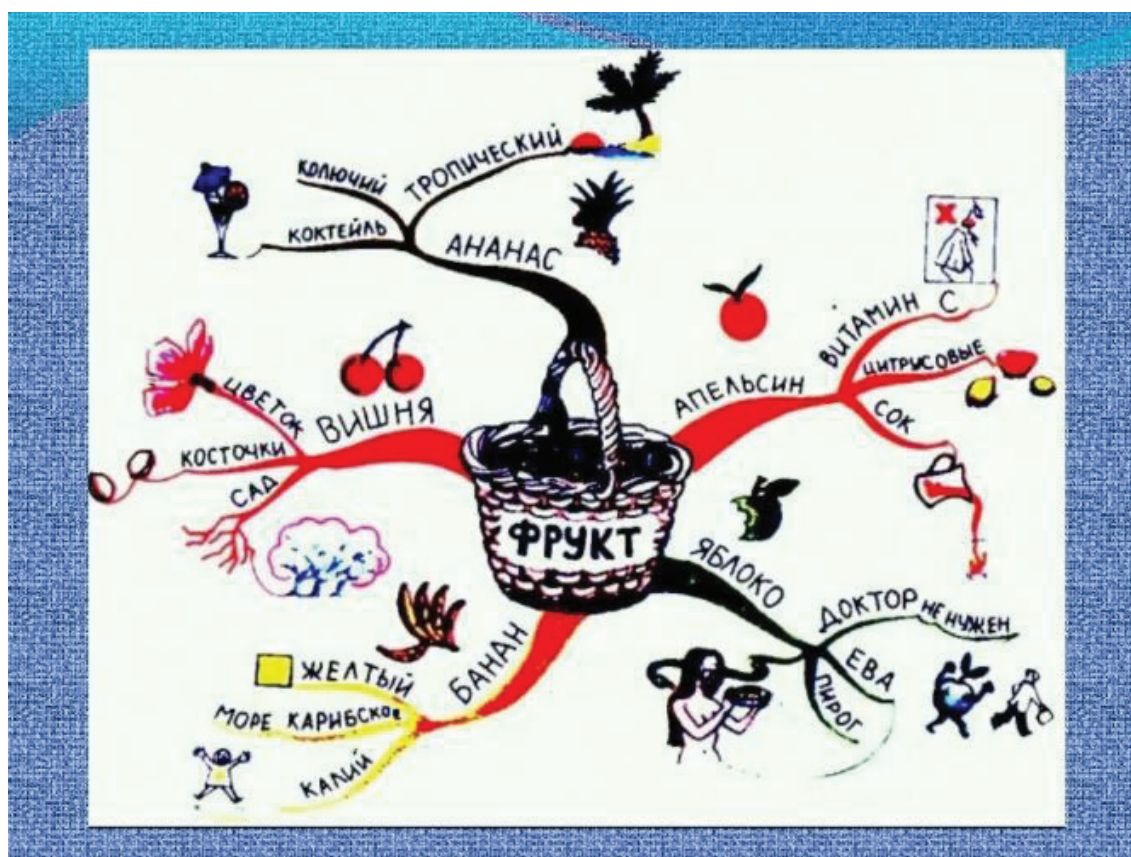 ФРУКТ
АНАНАС
КОЛЮЧИЙ
ТРОПИЧЕСКИЙ
КОКТЕЙЛЬ
АПЕЛЬСИН
ВИТАМИН С
ЦИТРУСОВЫЕ
СОК
ЯБЛОКО
ДОКТОР НЕ НУЖЕН
ЕВА
ПИРОГ
БАНАН
ЖЕЛТЫЙ
МОРЕ КАРИБСКОЕ
КАЛИЙ
ВИШНЯ
ЦВЕТОК
КОСТОЧКИ
САД